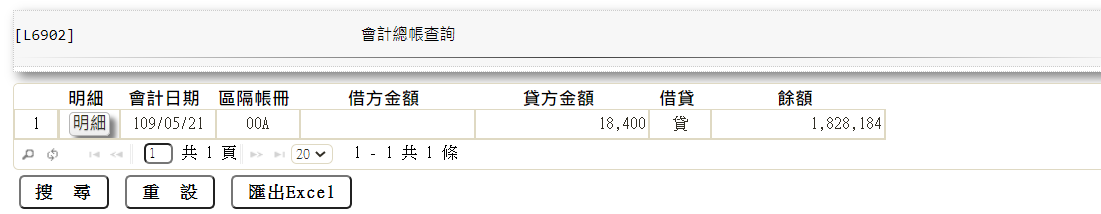 [L6902] 會計總帳查詢
明細 會計日期 區隔帳冊 借方金額 貸方金額 借貸 餘額
1 明細 109/05/21 00A 18,400 貸 1,828,184
1 共 1 頁 20 1 - 1 共 1 條
搜 尋 重 設 匯出Excel